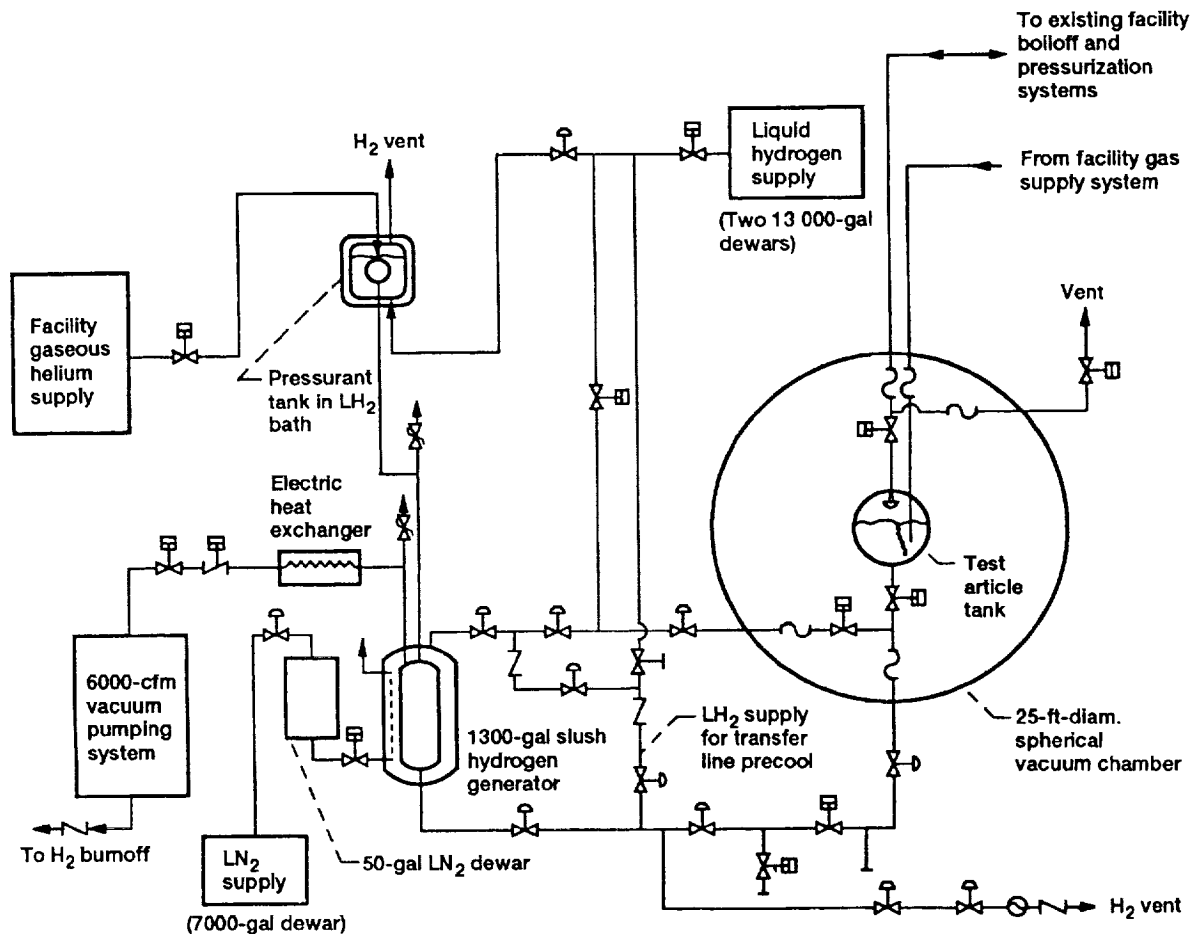 To existing facility
boiloff and
pressurization
systems
H2 vent
Liquid
hydrogen
supply
(Two 13 000-gal
dewars)
From facility gas
supply system
Facility
gaseous
helium
supply
Vent
Pressurant
tank in LH2
bath
Electric
heat
exchanger
Test
article
tank
6000-cfm
vacuum
pumping
system
1300-gal slush
hydrogen
generator
LH2 supply
for transfer
line precool
25-ft-diam.
spherical
vacuum chamber
To H2 burnoff
LN2
supply
(7000-gal dewar)
50-gal LN2 dewar
H2 vent